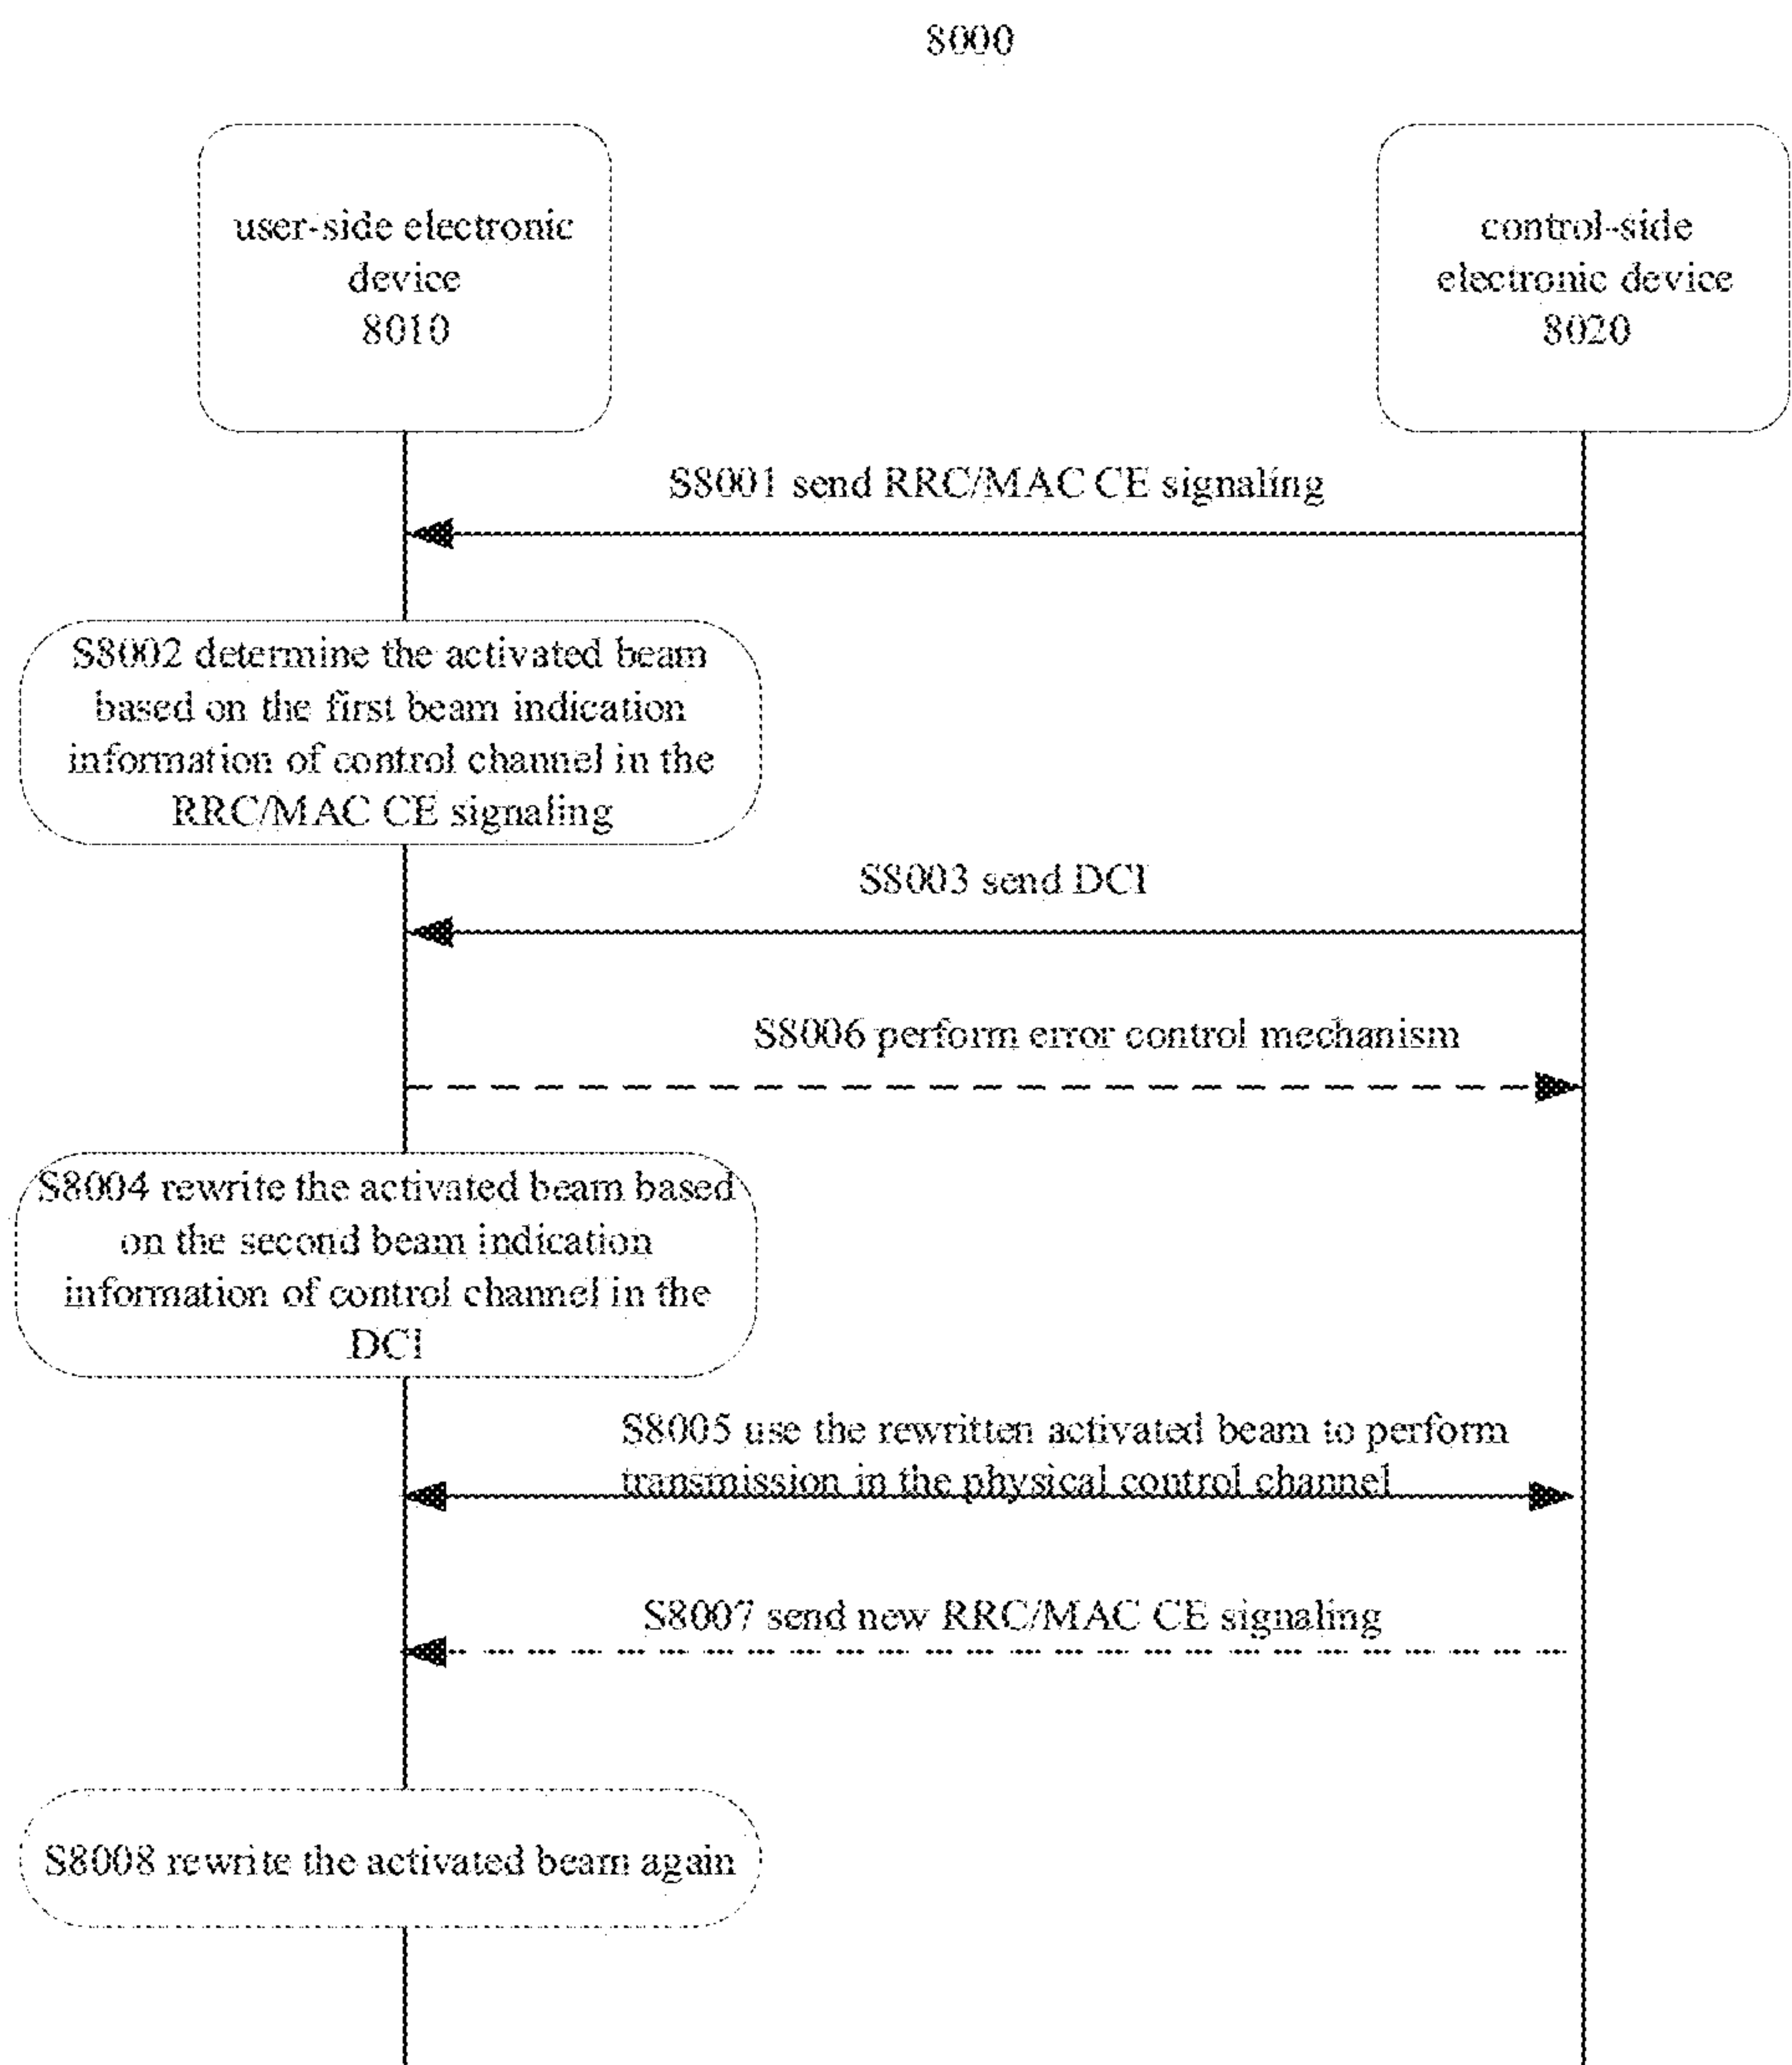 8000
user-side electronic
device
8010
control-side
electronic device
8020
S8001 send RRC/MAC CE signaling
S8002 determine the activated beam
based on the first beam indication
information of control channel in the
RRC/MAC CE signaling
S8003 send DCI
S8006 perform error control mechanism
S8004 rewrite the activated beam based
on the second beam indication
information of control channel in the
DCI
S8005 use the rewritten activated beam to perform
transmission in the physical control channel
S8007 send new RRC/MAC CE signaling
S8008 rewrite the activated beam again